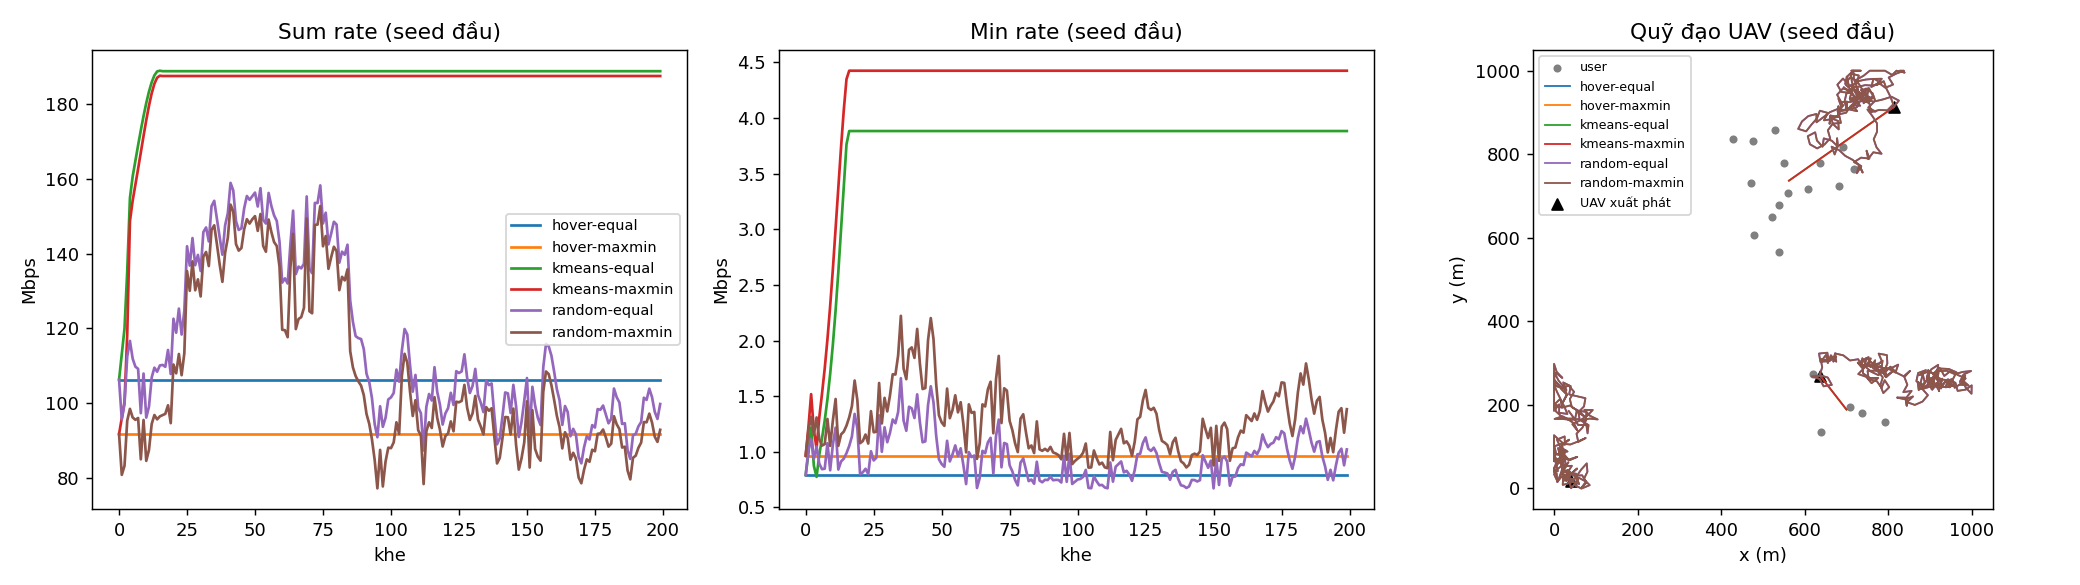 Sum rate (seed đầu)
Mbps
180
160
140
120
100
80
hover-equal
hover-maxmin
kmeans-equal
kmeans-maxmin
random-equal
random-maxmin
0 25 50 75 100 125 150 175 200
khe
Min rate (seed đầu)
Mbps
4.5
4.0
3.5
3.0
2.5
2.0
1.5
1.0
0.5
0 25 50 75 100 125 150 175 200
khe
Quỹ đạo UAV (seed đầu)
y (m)
1000
800
600
400
200
0
user
hover-equal
hover-maxmin
kmeans-equal
kmeans-maxmin
random-equal
random-maxmin
UAV xuất phát
0 200 400 600 800 1000
x (m)